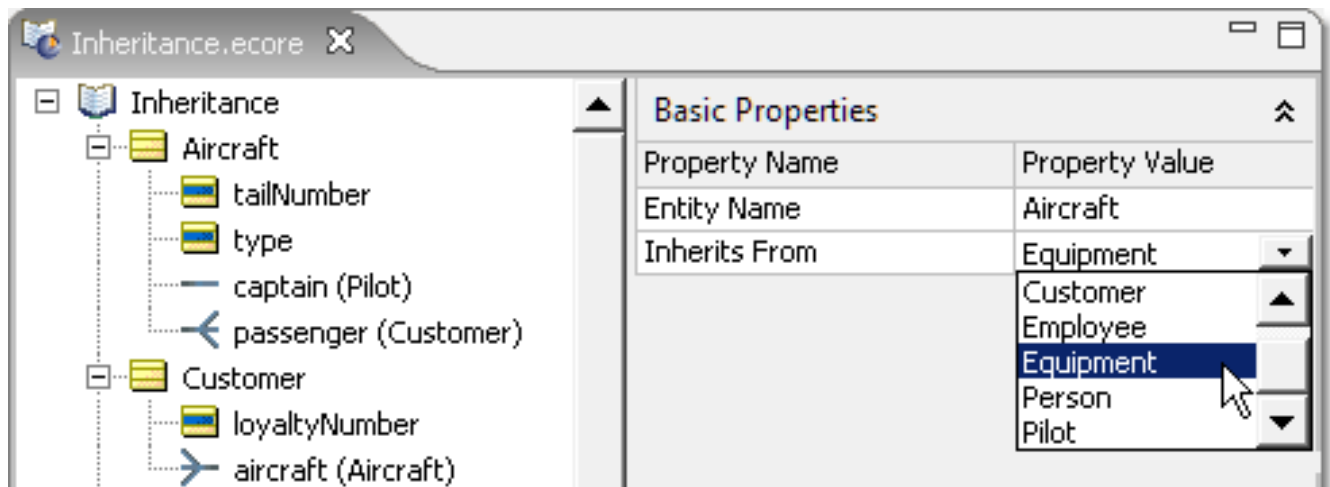 Inheritance.ecore
Inheritance
Aircraft
tailNumber
type
captain (Pilot)
passenger (Customer)
Customer
loyaltyNumber
aircraft (Aircraft)
Basic Properties
Property Name Property Value
Entity Name Aircraft
Inherits From Equipment
Customer
Employee
Equipment
Person
Pilot